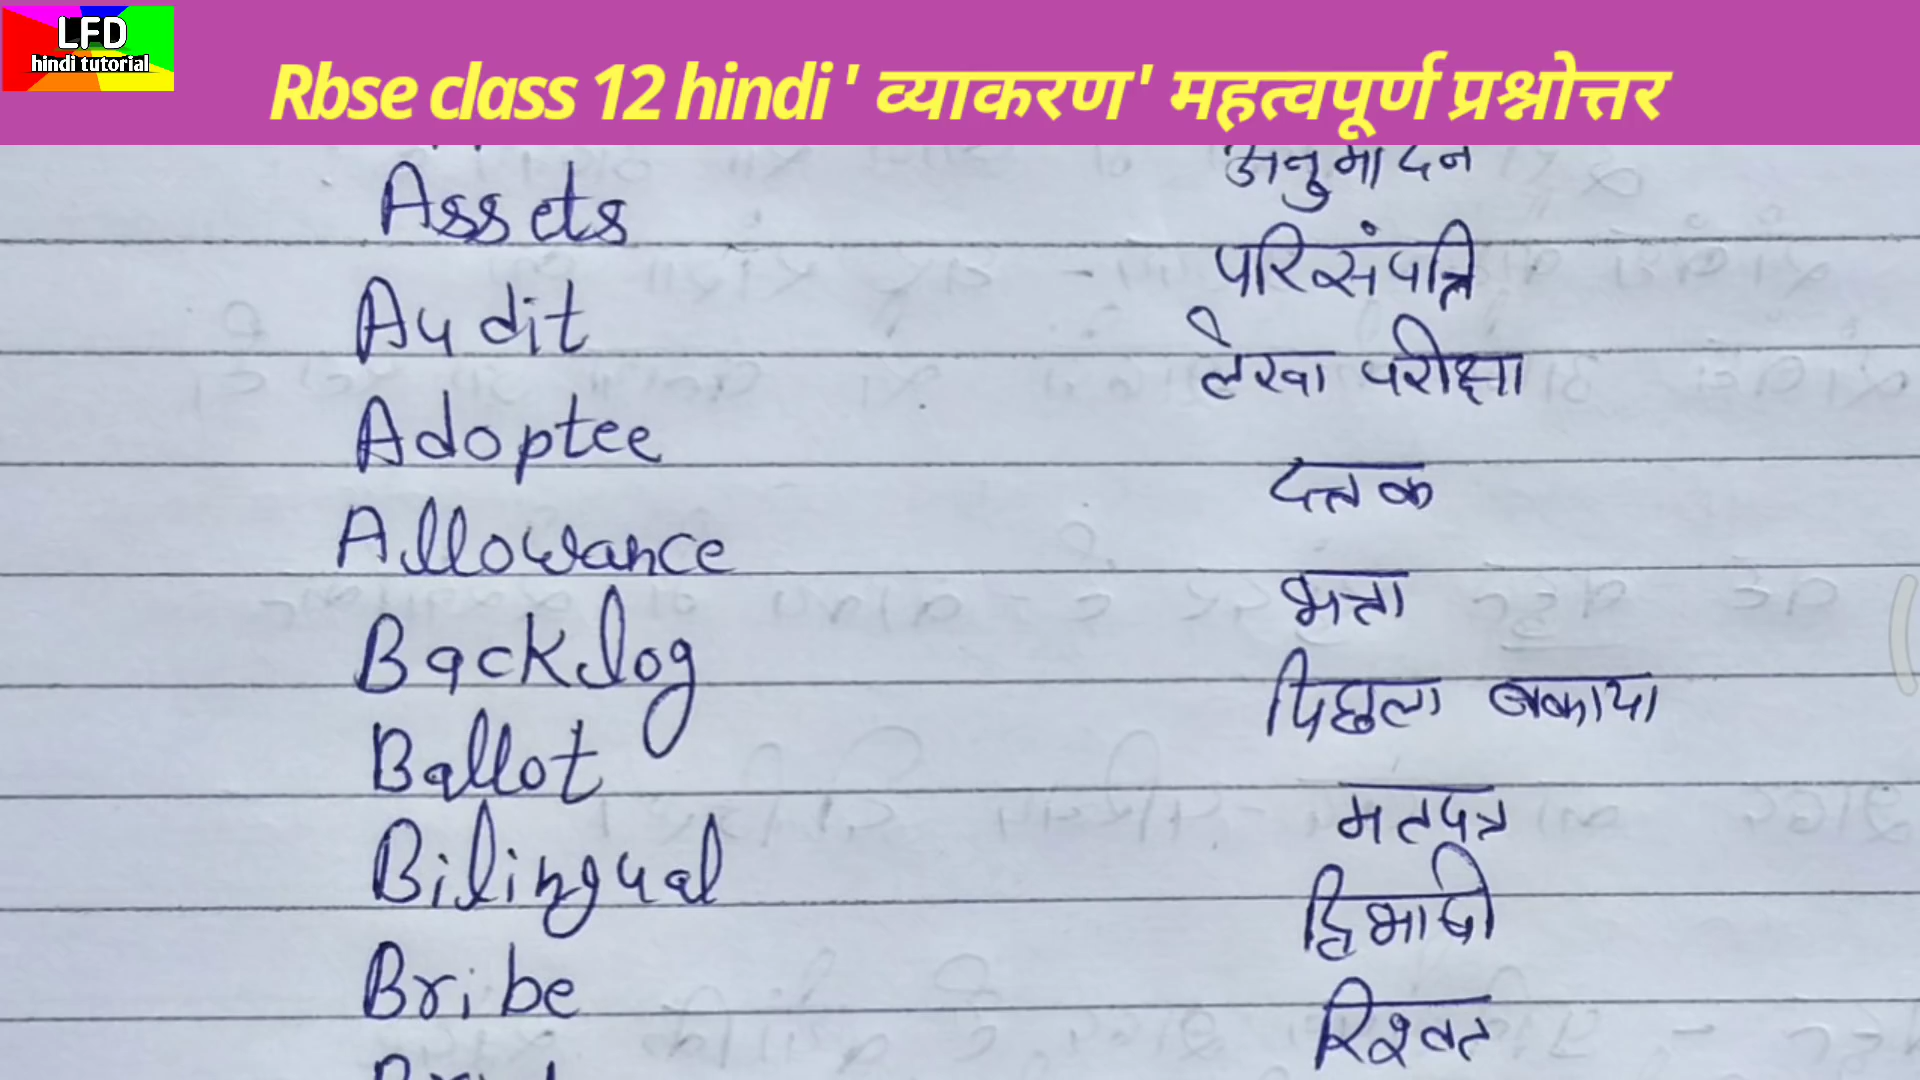 LFD
hindi tutorial
Rbse class 12 hindi ' व्याकरण' महत्वपूर्ण प्रश्नोत्तर
अनुमोदन
Assets परिसंपत्ति
Audit लेखा परीक्षा
Adoptee दत्तक
Allowance भत्ता
Backlog पिछला बकाया
Ballot मतपत्र
Bilingual द्विभाषी
Bribe रिश्वत